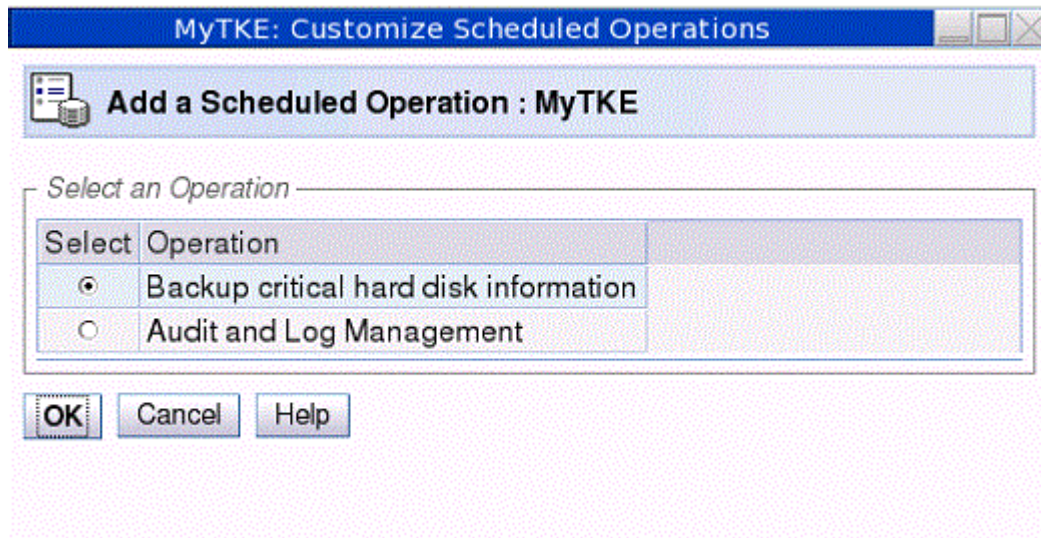 MyTKE: Customize Scheduled Operations
Add a Scheduled Operation : MyTKE
Select an Operation
Select Operation
Backup critical hard disk information
Audit and Log Management
OK Cancel Help